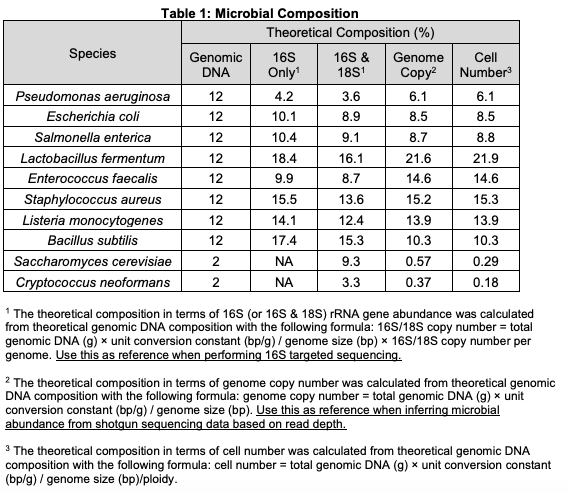 Table 1: Microbial Composition
Species
Theoretical Composition (%)
Genomic DNA
16S Only¹
16S & 18S¹
Genome Copy²
Cell Number³
Pseudomonas aeruginosa 12 4.2 3.6 6.1 6.1
Escherichia coli 12 10.1 8.9 8.5 8.5
Salmonella enterica 12 10.4 9.1 8.7 8.8
Lactobacillus fermentum 12 18.4 16.1 21.6 21.9
Enterococcus faecalis 12 9.9 8.7 14.6 14.6
Staphylococcus aureus 12 15.5 13.6 15.2 15.3
Listeria monocytogenes 12 14.1 12.4 13.9 13.9
Bacillus subtilis 12 17.4 15.3 10.3 10.3
Saccharomyces cerevisiae 2 NA 9.3 0.57 0.29
Cryptococcus neoformans 2 NA 3.3 0.37 0.18
¹ The theoretical composition in terms of 16S (or 16S & 18S) rRNA gene abundance was calculated
from theoretical genomic DNA composition with the following formula: 16S/18S copy number = total
genomic DNA (g) × unit conversion constant (bp/g) / genome size (bp) × 16S/18S copy number per
genome. Use this as reference when performing 16S targeted sequencing.
² The theoretical composition in terms of genome copy number was calculated from theoretical genomic
DNA composition with the following formula: genome copy number = total genomic DNA (g) × unit
conversion constant (bp/g) / genome size (bp). Use this as reference when inferring microbial
abundance from shotgun sequencing data based on read depth.
³ The theoretical composition in terms of cell number was calculated from theoretical genomic DNA
composition with the following formula: cell number = total genomic DNA (g) × unit conversion constant
(bp/g) / genome size (bp)/ploidy.